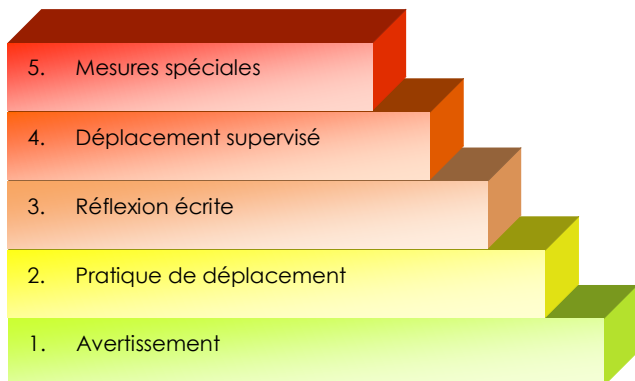 5. Mesures spéciales
4. Déplacement supervisé
3. Réflexion écrite
2. Pratique de déplacement
1. Avertissement